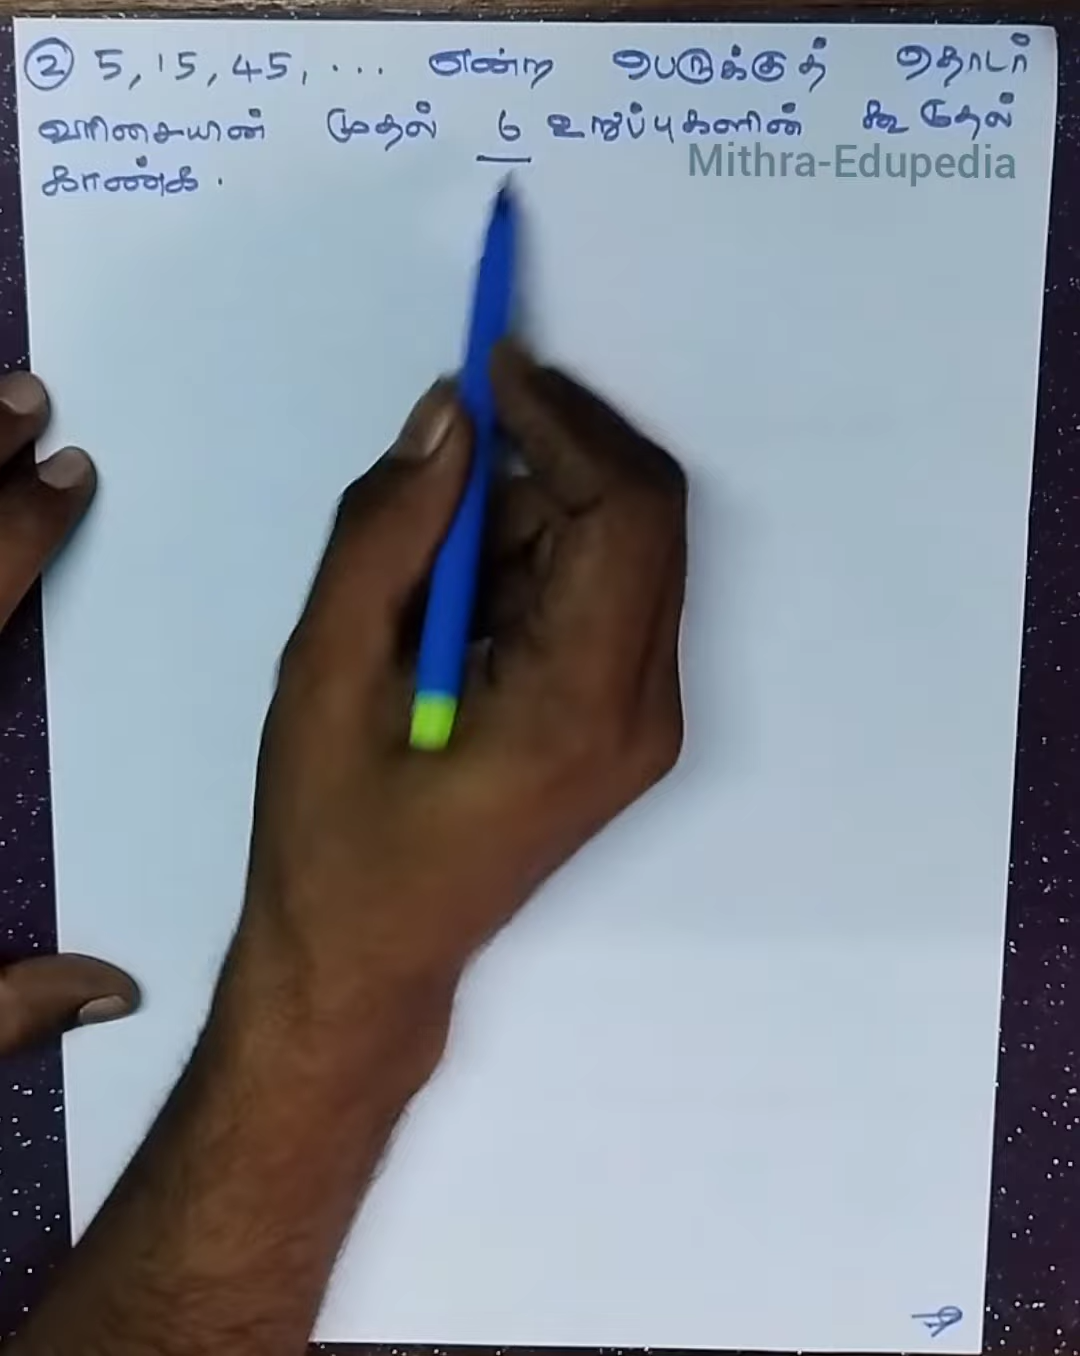 ② 5, 15, 45, ... என்ற பெருக்குத் தொடர்
வரிசையின் முதல் 6 உறுப்புகளின் கூடுதல்
Mithra-Edupedia
காண்க.